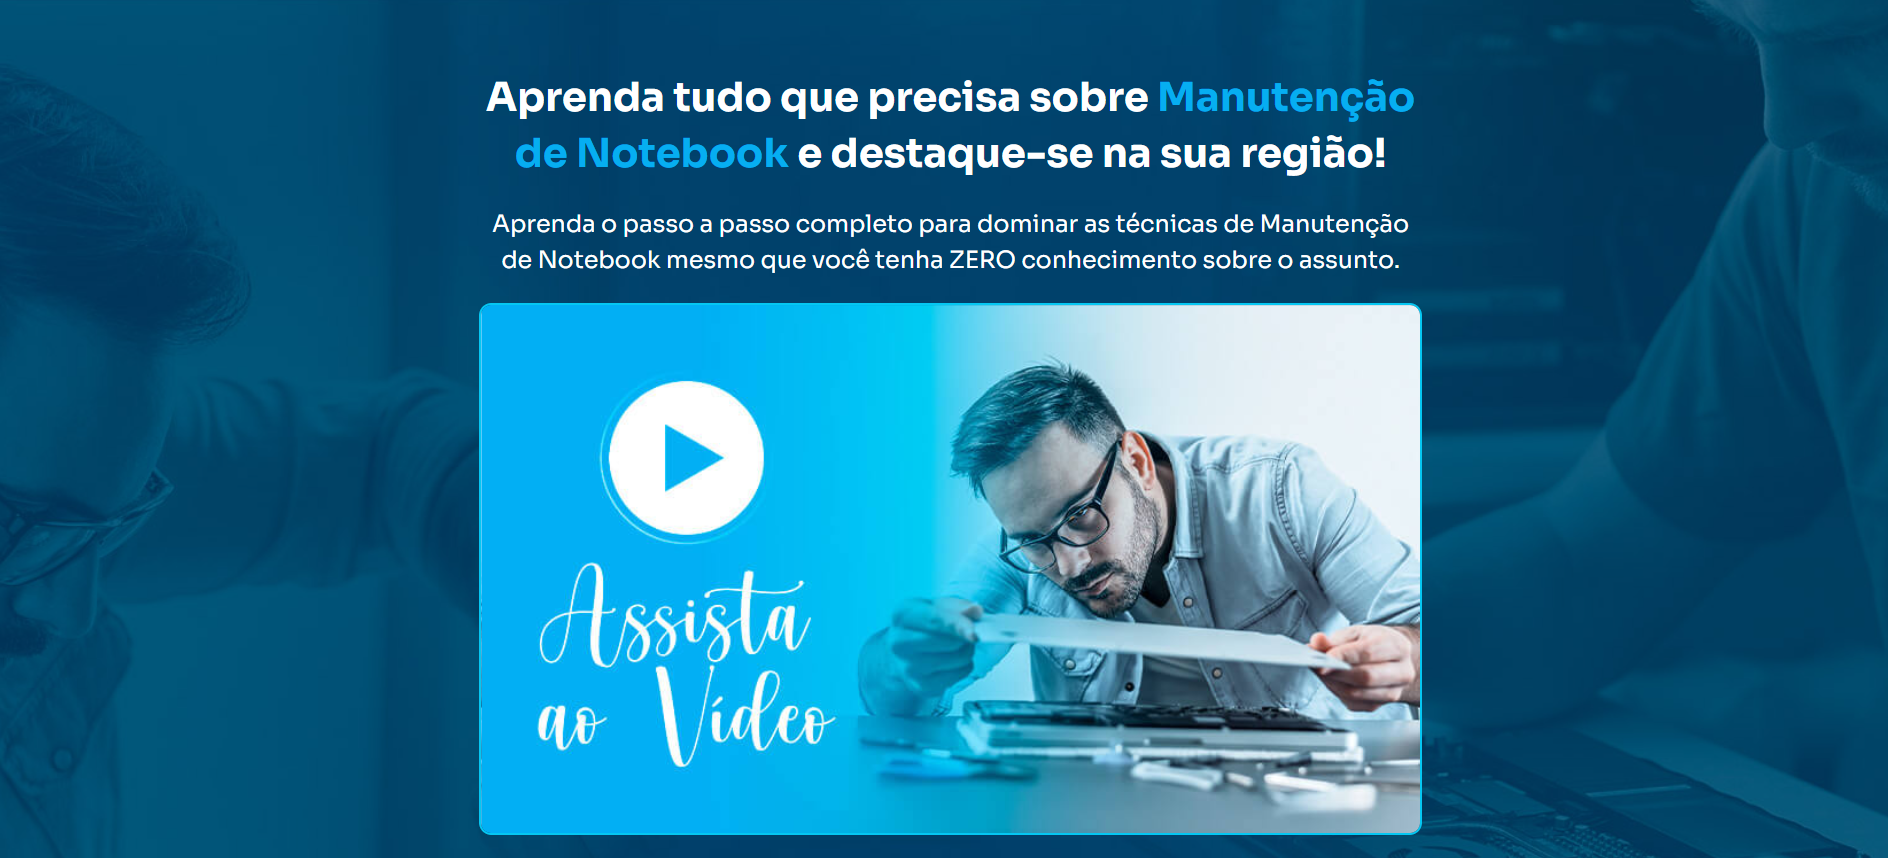 Aprenda tudo que precisa sobre Manutenção
de Notebook e destaque-se na sua região!
Aprenda o passo a passo completo para dominar as técnicas de Manutenção
de Notebook mesmo que você tenha ZERO conhecimento sobre o assunto.
Assista
ao Vídeo